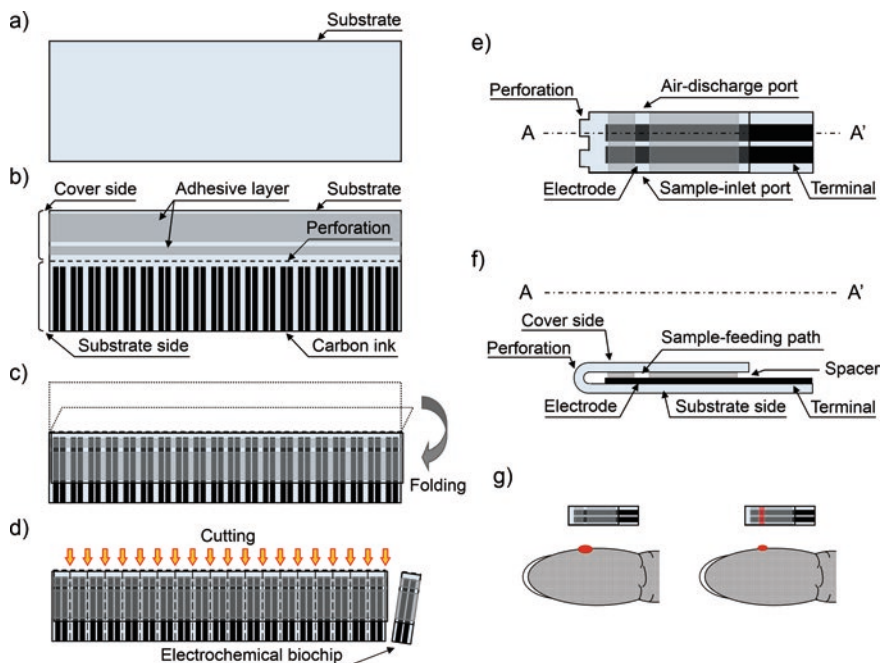 a)
Substrate
b)
Cover side
Adhesive layer
Substrate
Perforation
Substrate side
Carbon ink
c)
Folding
d)
Cutting
Electrochemical biochip
e)
Perforation
Air-discharge port
A
A'
Electrode
Sample-inlet port
Terminal
f)
A
A'
Cover side
Sample-feeding path
Perforation
Spacer
Electrode
Substrate side
Terminal
g)